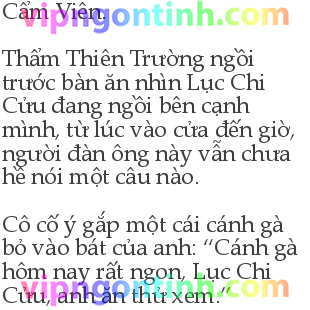 Cẩm Viên.
vipngontinh.com
Thẩm Thiên Trường ngồi
trước bàn ăn nhìn Lục Chi
Cửu đang ngồi bên cạnh
mình, từ lúc vào cửa đến giờ,
người đàn ông này vẫn chưa
hề nói một câu nào.
Cô cố ý gắp một cái cánh gà
bỏ vào bát của anh: “Cánh gà
hôm nay rất ngon, Lục Chi
Cửu, anh ăn thử xem.”
vipngontinh.com